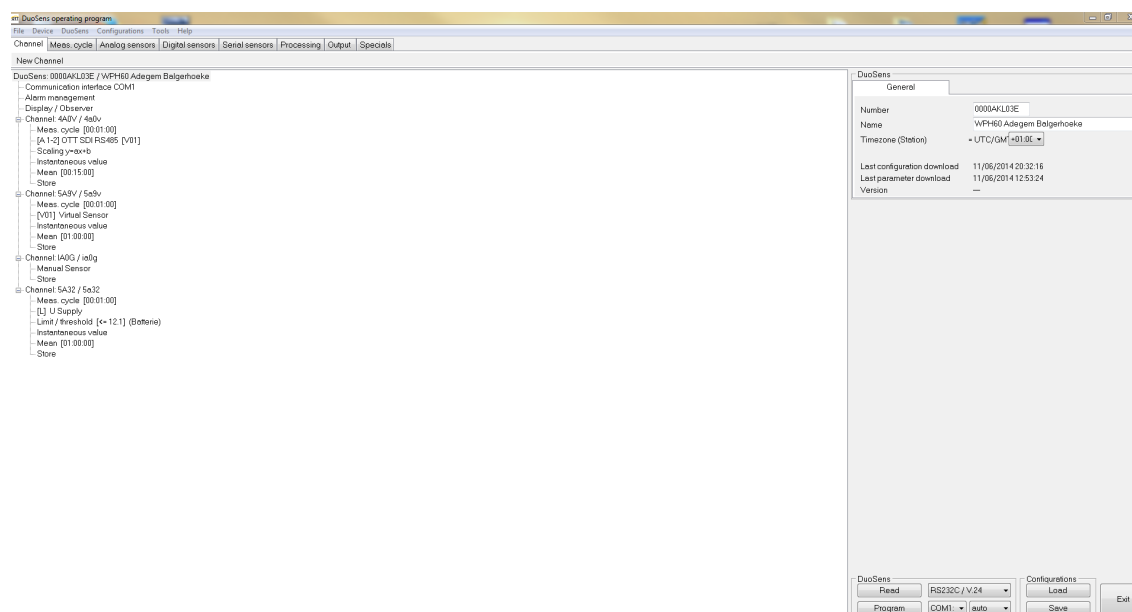 DuoSens operating program
File Device DuoSens Configurations Tools Help
Channel Meas. cycle Analog sensors Digital sensors Serial sensors Processing Output Specials
New Channel
DuoSens: 0000AKL03E / WPH60 Adegem Balgerhoeke
Communication interface COM1
Alarm management
Display / Observer
Channel: 4A0V / 4a0v
Meas. cycle [00:01:00]
[A 1-2] OTT SDI RS485 [V01]
Scaling y=ax+b
Instantaneous value
Mean [00:15:00]
Store
Channel: 5A9V / 5a9v
Meas. cycle [00:01:00]
[V01] Virtual Sensor
Instantaneous value
Mean [01:00:00]
Store
Channel: IA0G / ia0g
Manual Sensor
Store
Channel: 5A32 / 5a32
Meas. cycle [00:01:00]
[L] U Supply
Limit / threshold [<= 12.1] (Batterie)
Instantaneous value
Mean [01:00:00]
Store
DuoSens
General
Number 0000AKL03E
Name WPH60 Adegem Balgerhoeke
Timezone (Station) = UTC/GMT +01:00
Last configuration download 11/06/2014 20:32:16
Last parameter download 11/06/2014 12:53:24
Version ---
DuoSens Configurations
Read RS232C / V.24 Load Exit
Program COM1: auto Save